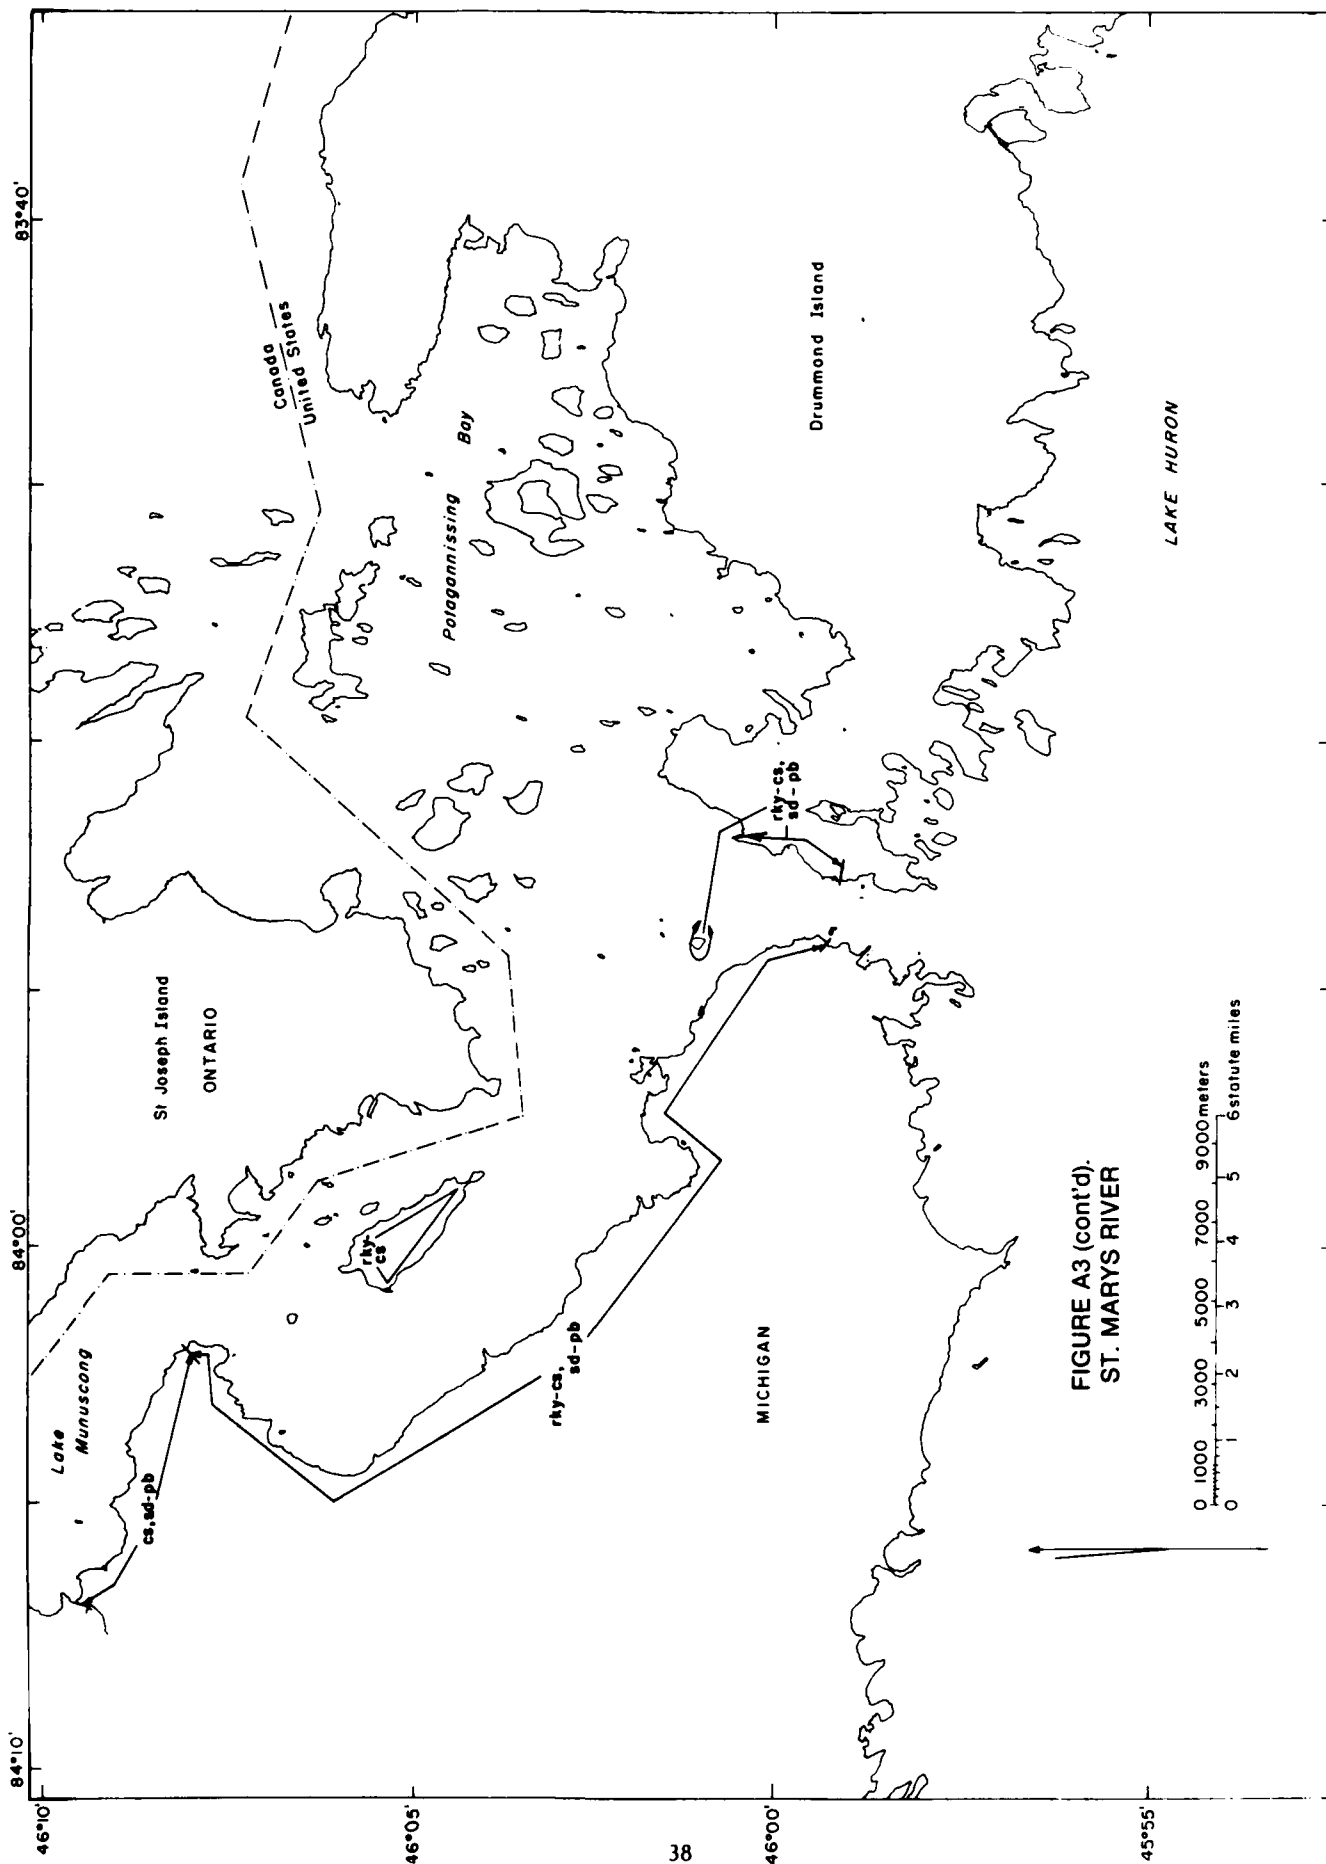 84°10'
84°00'
83°40'
46°10'
46°05'
46°00'
45°55'
Lake
Munuscong
cs,sd-pb
St Joseph Island
ONTARIO
Canada
United States
rky-
cs
Potagannissing Bay
rky-cs,
sd-pb
rky-cs,
sd-pb
MICHIGAN
Drummond Island
LAKE HURON
FIGURE A3 (cont'd).
ST. MARYS RIVER
0 1000 3000 5000 7000 9000 meters
0 1 2 3 4 5 6 statute miles
38